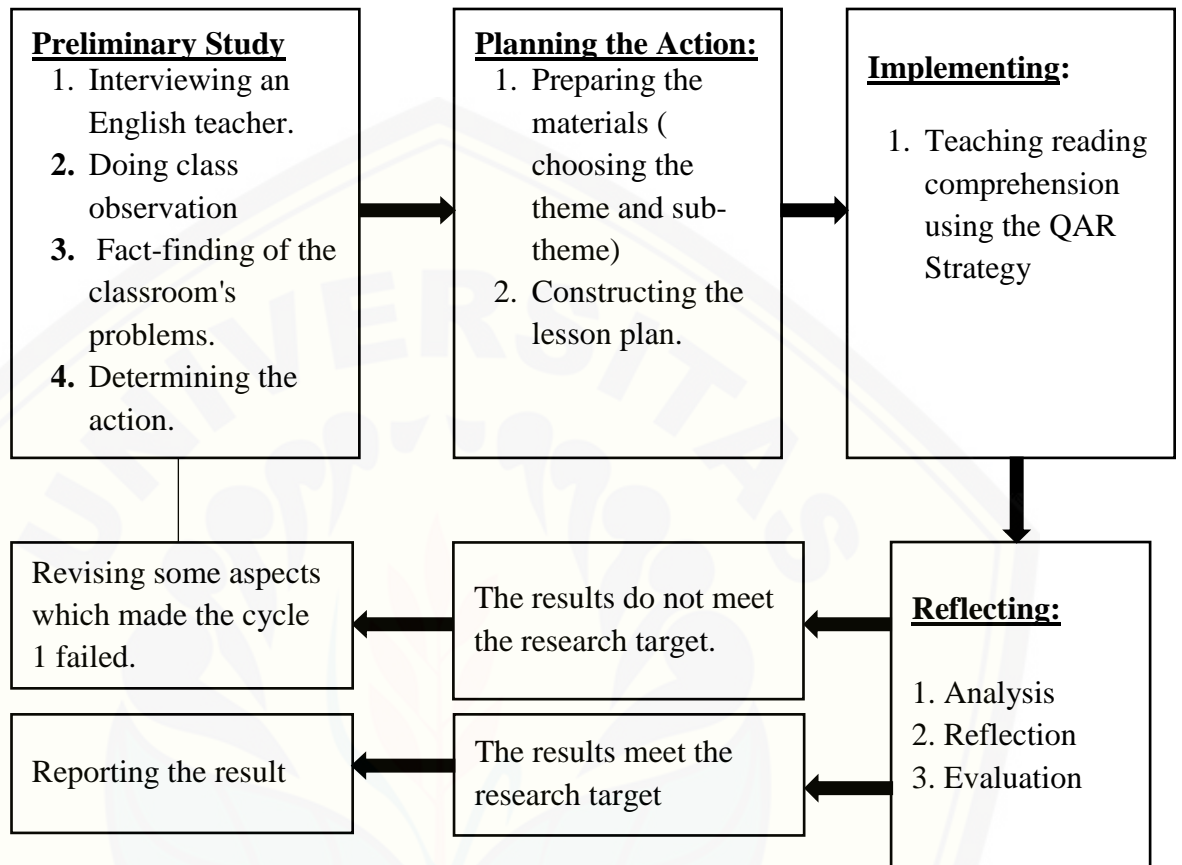 Preliminary Study
1. Interviewing an
English teacher.
2. Doing class
observation
3. Fact-finding of the
classroom's
problems.
4. Determining the
action.
Planning the Action:
1. Preparing the
materials (
choosing the
theme and sub-
theme)
2. Constructing the
lesson plan.
Implementing:
1. Teaching reading
comprehension
using the QAR
Strategy
Revising some aspects
which made the cycle
1 failed.
The results do not meet
the research target.
Reflecting:
1. Analysis
2. Reflection
3. Evaluation
Reporting the result
The results meet the
research target
UNIVERSITAS